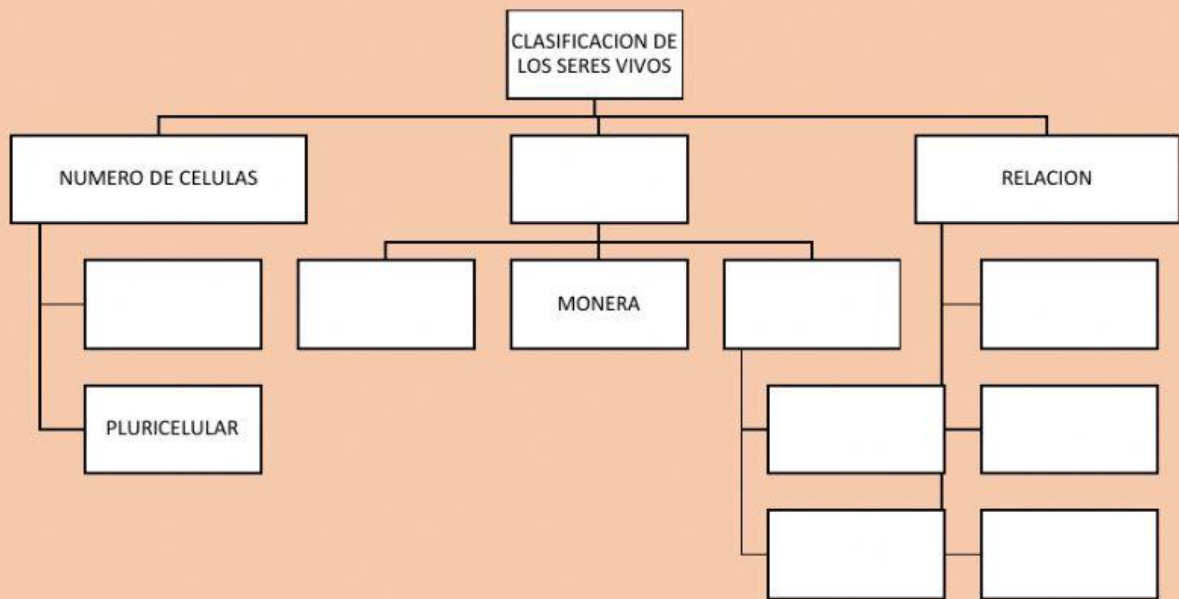 CLASIFICACION DE
LOS SERES VIVOS
NUMERO DE CELULAS
RELACION
MONERA
PLURICELULAR